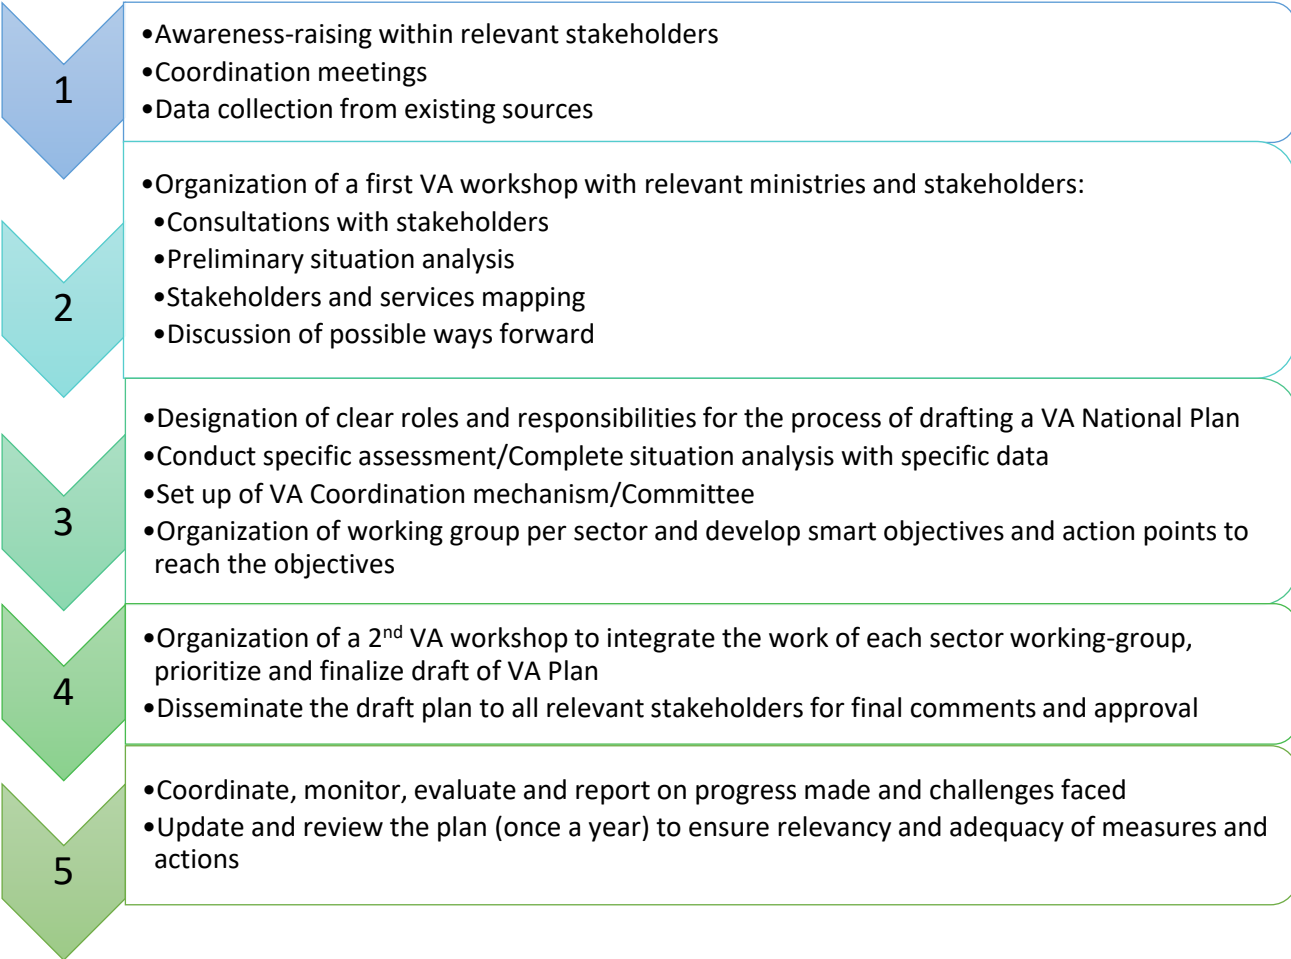 1
•Awareness-raising within relevant stakeholders
•Coordination meetings
•Data collection from existing sources
2
•Organization of a first VA workshop with relevant ministries and stakeholders:
•Consultations with stakeholders
•Preliminary situation analysis
•Stakeholders and services mapping
•Discussion of possible ways forward
3
•Designation of clear roles and responsibilities for the process of drafting a VA National Plan
•Conduct specific assessment/Complete situation analysis with specific data
•Set up of VA Coordination mechanism/Committee
•Organization of working group per sector and develop smart objectives and action points to
reach the objectives
4
•Organization of a 2nd VA workshop to integrate the work of each sector working-group,
prioritize and finalize draft of VA Plan
•Disseminate the draft plan to all relevant stakeholders for final comments and approval
5
•Coordinate, monitor, evaluate and report on progress made and challenges faced
•Update and review the plan (once a year) to ensure relevancy and adequacy of measures and
actions